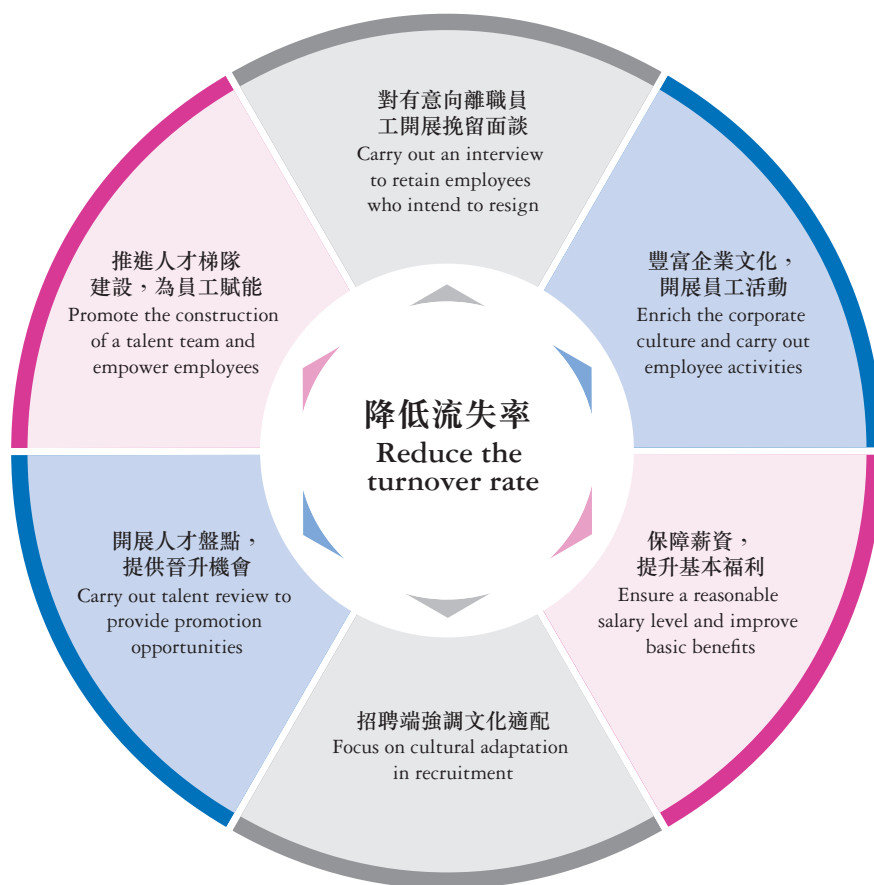 對有意向離職員
工開展挽留面談
Carry out an interview
to retain employees
who intend to resign
豐富企業文化，
開展員工活動
Enrich the corporate
culture and carry out
employee activities
保障薪資，
提升基本福利
Ensure a reasonable
salary level and improve
basic benefits
招聘端強調文化適配
Focus on cultural adaptation
in recruitment
開展人才盤點，
提供晉升機會
Carry out talent review to
provide promotion
opportunities
推進人才梯隊
建設，為員工賦能
Promote the construction
of a talent team and
empower employees
降低流失率
Reduce the
turnover rate